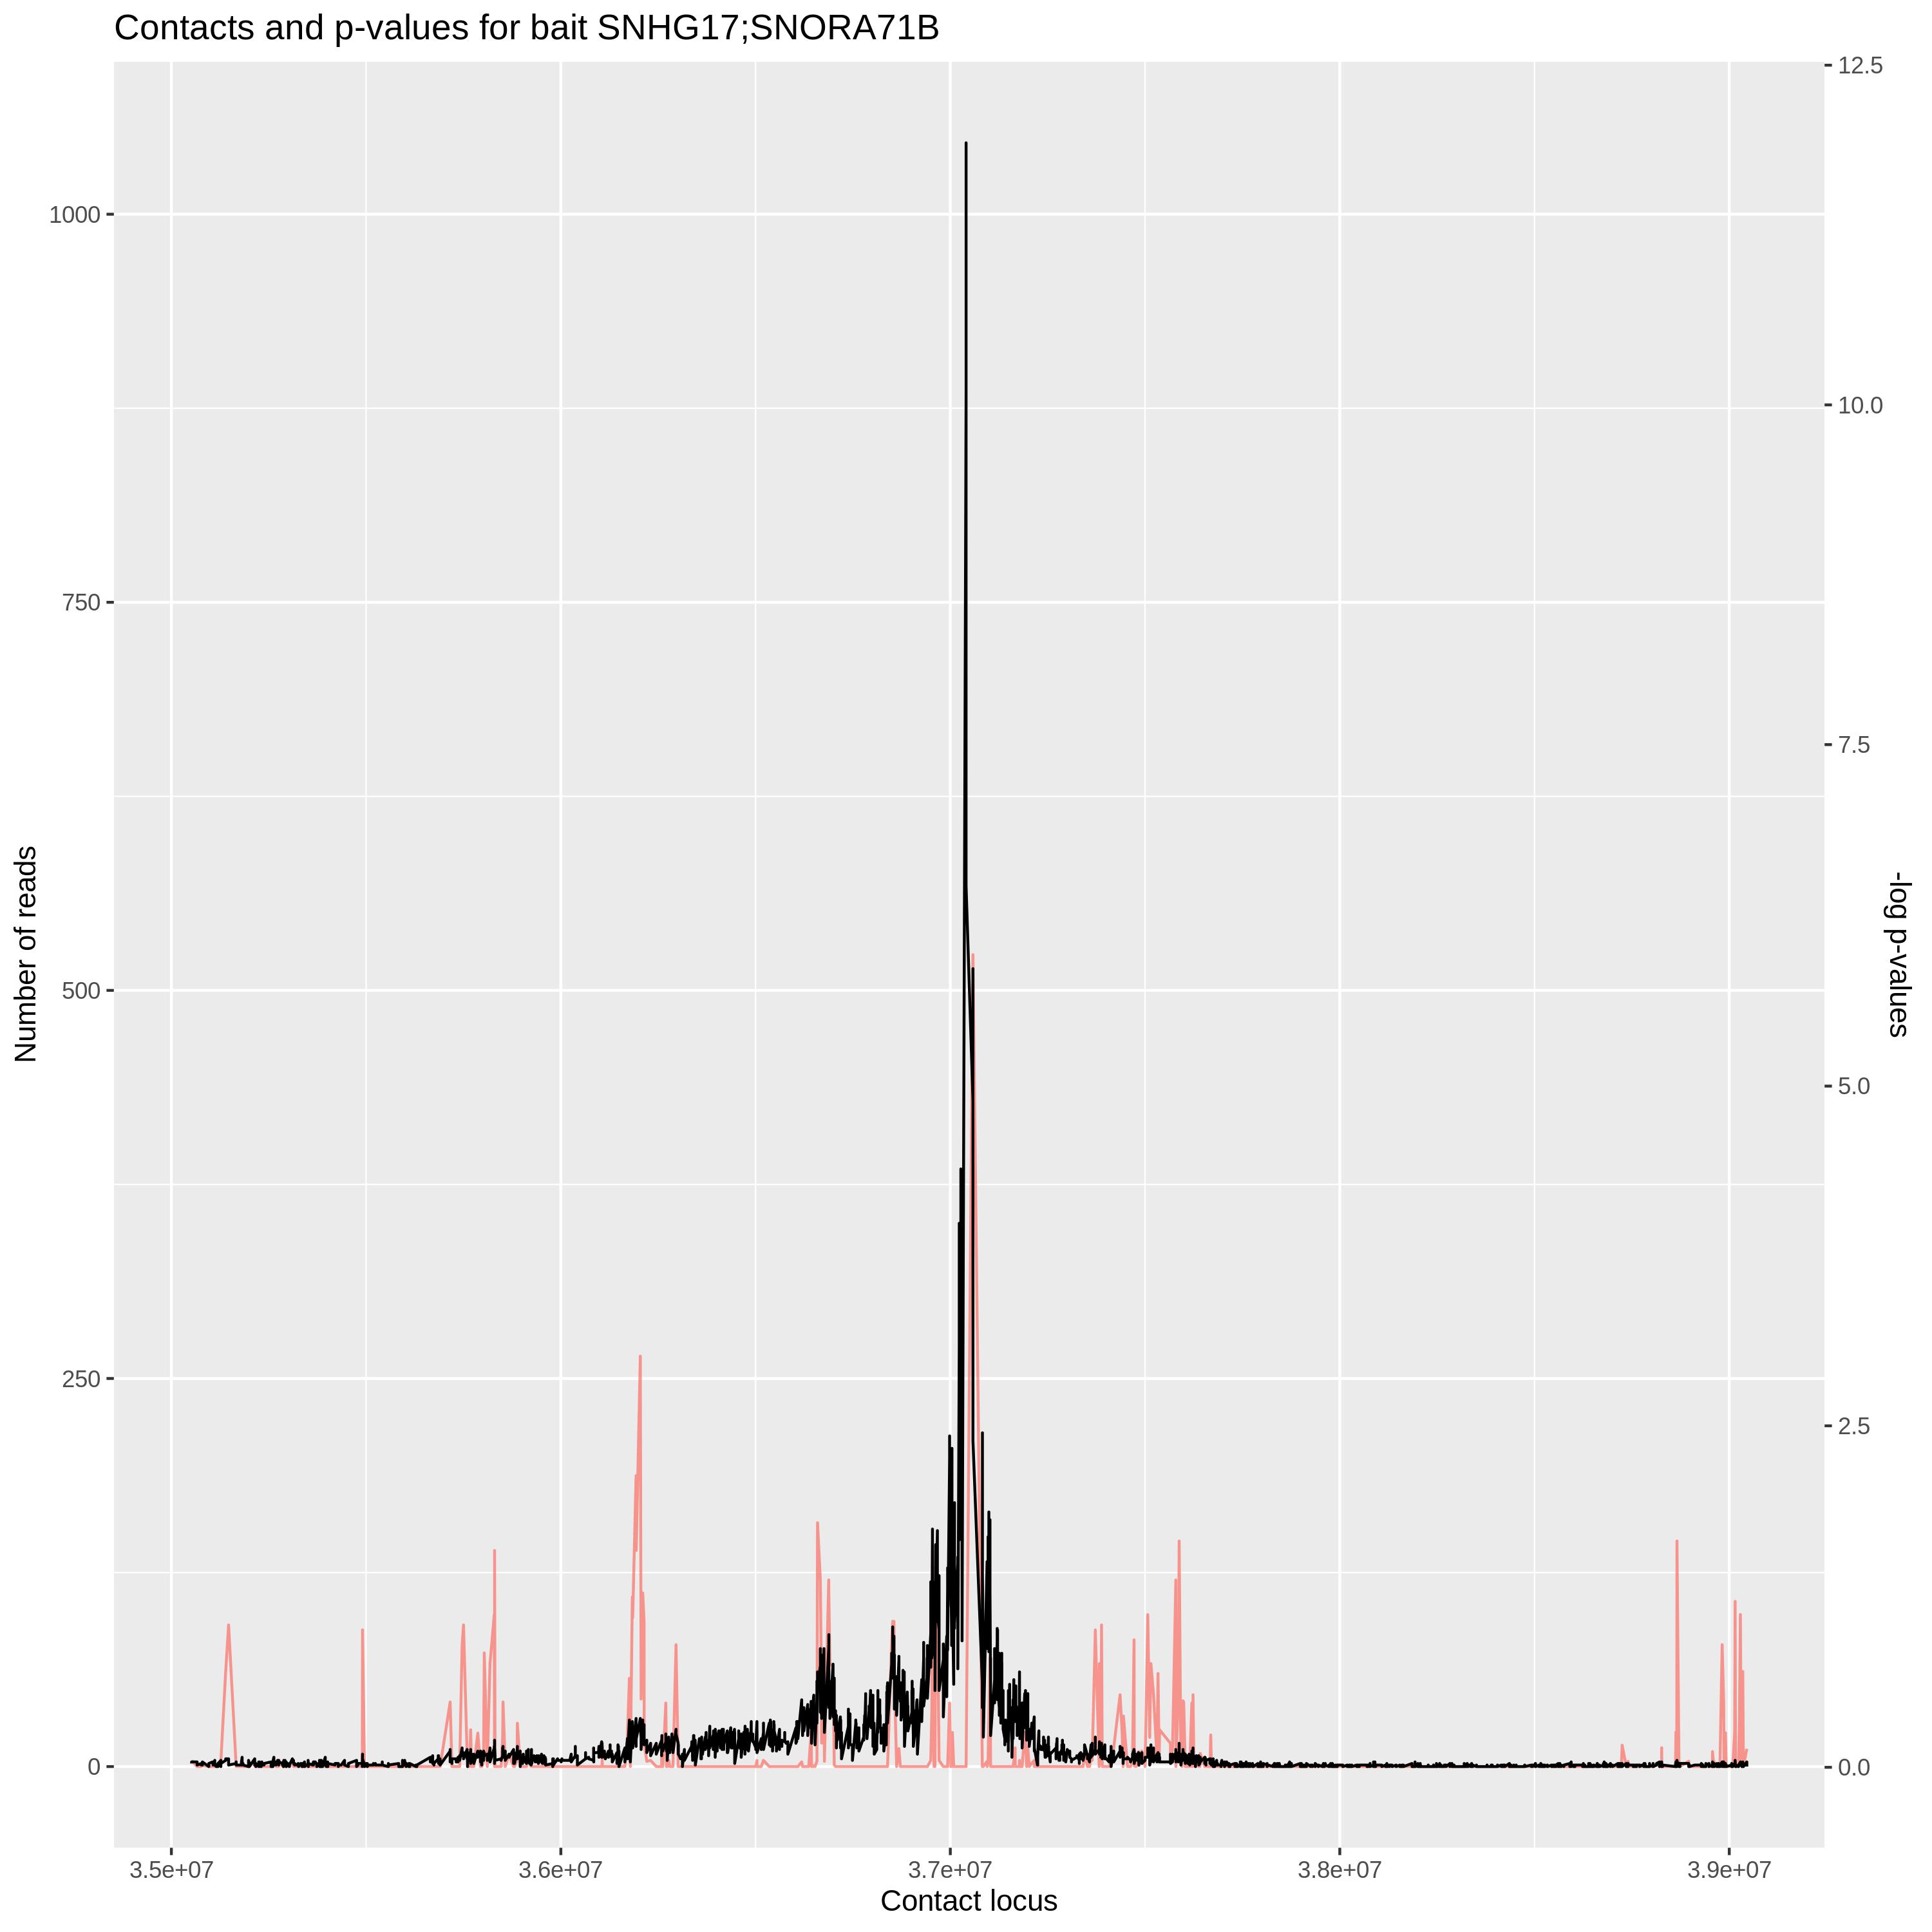 Contacts and p-values for bait SNHG17;SNORA71B
12.5
1000
10.0
750
7.5
Number of reads
-log p-values
500
5.0
250
2.5
0
0.0
3.5e+07
3.6e+07
3.7e+07
3.8e+07
3.9e+07
Contact locus